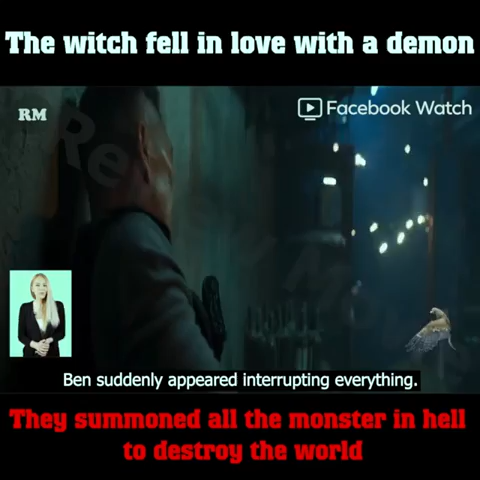 The witch fell in love with a demon
RM
Facebook Watch
Ben suddenly appeared interrupting everything.
They summoned all the monster in hell
to destroy the world